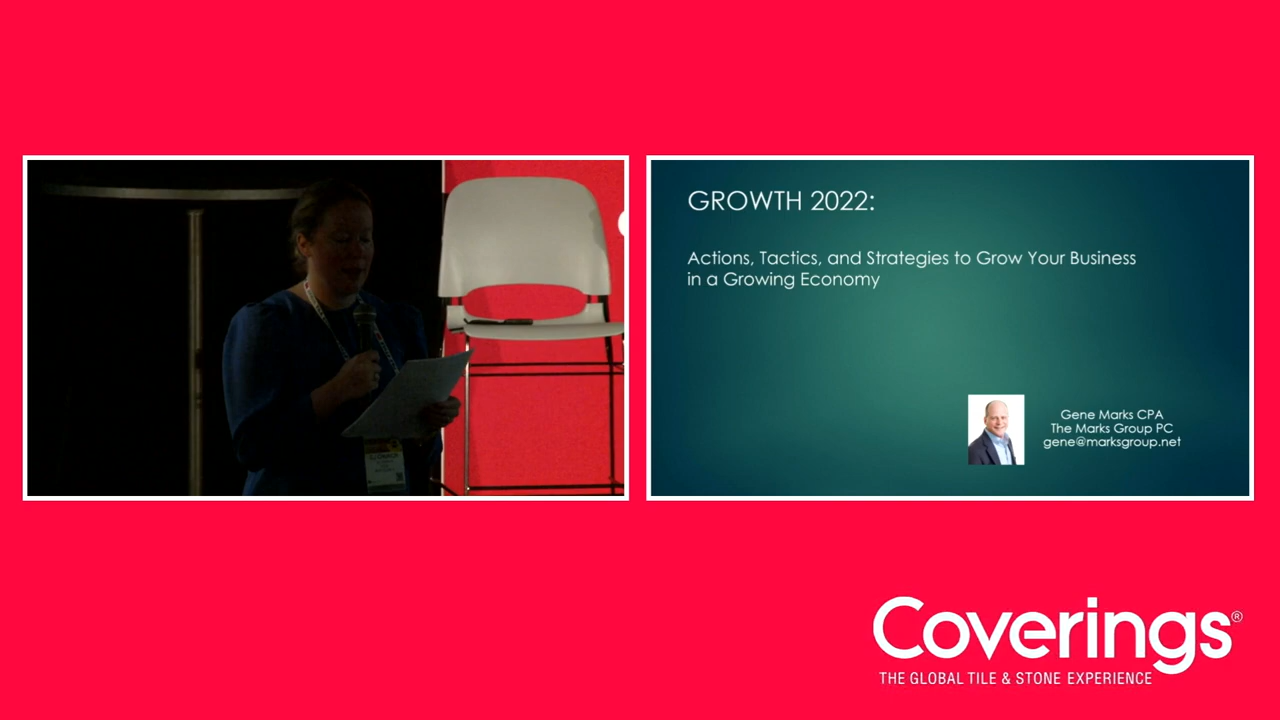 GROWTH 2022:
Actions, Tactics, and Strategies to Grow Your Business
in a Growing Economy
Gene Marks CPA
The Marks Group PC
gene@marksgroup.net
Coverings®
THE GLOBAL TILE & STONE EXPERIENCE